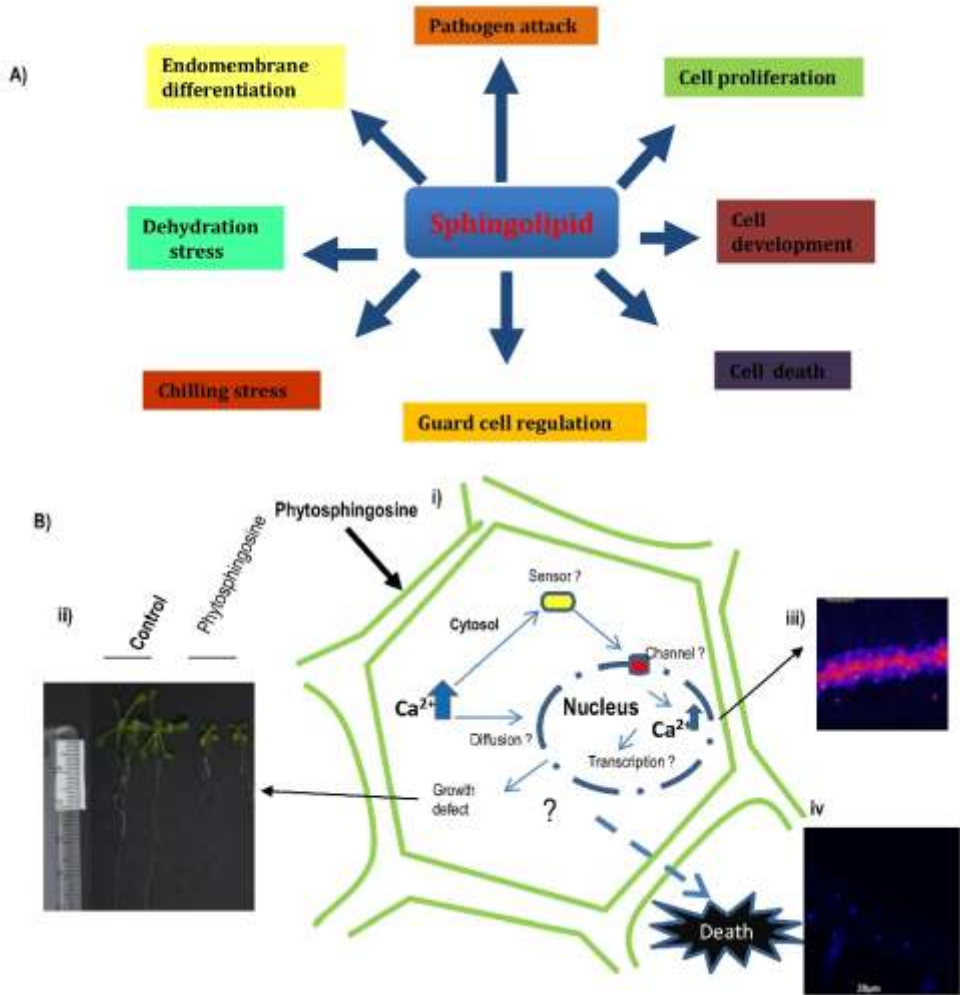 A)
Pathogen attack
Endomembrane
differentiation
Cell proliferation
Sphingolipid
Dehydration
stress
Cell
development
Chilling stress
Cell death
Guard cell regulation
B)
i)
Phytosphingosine
ii)
Control
Phytosphingosine
Sensor ?
Cytosol
Channel ?
iii)
Ca2+
Nucleus
Ca2+
Diffusion ?
Transcription ?
Growth
defect
?
iv
Death